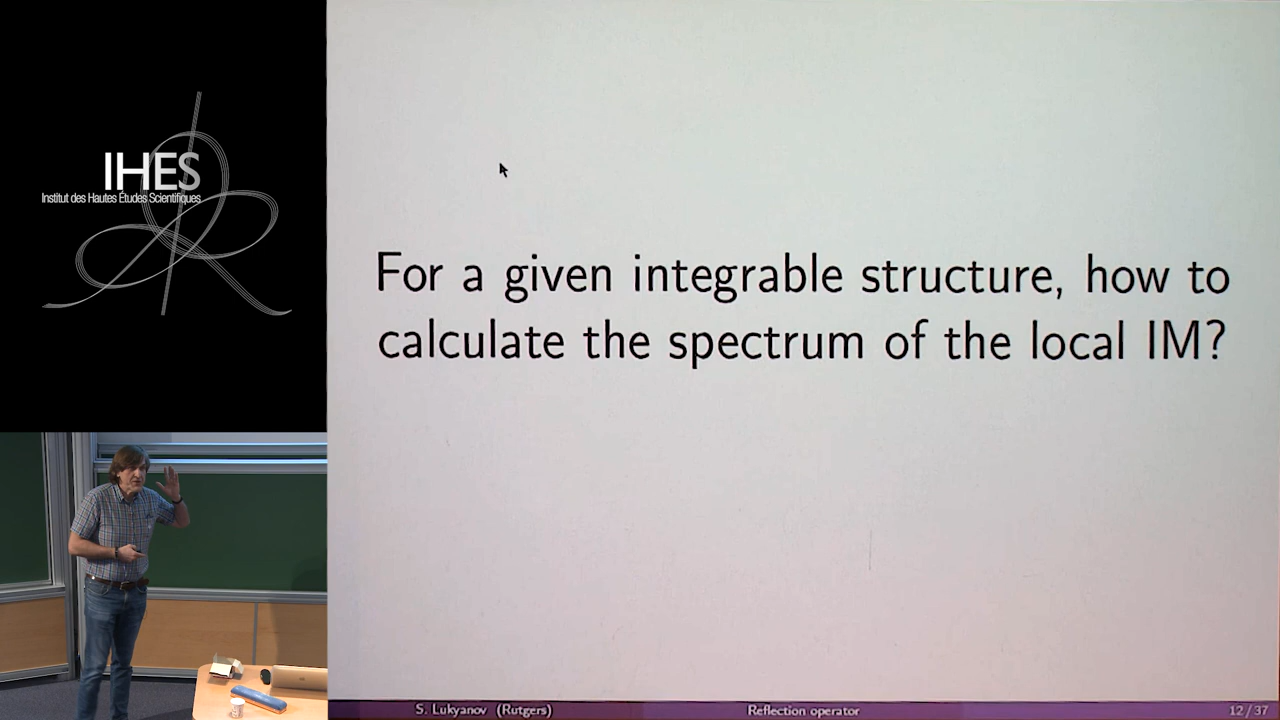 IHES
Institut des Hautes Études Scientifiques
For a given integrable structure, how to
calculate the spectrum of the local IM?
S. Lukyanov (Rutgers)
Reflection operator
12/37